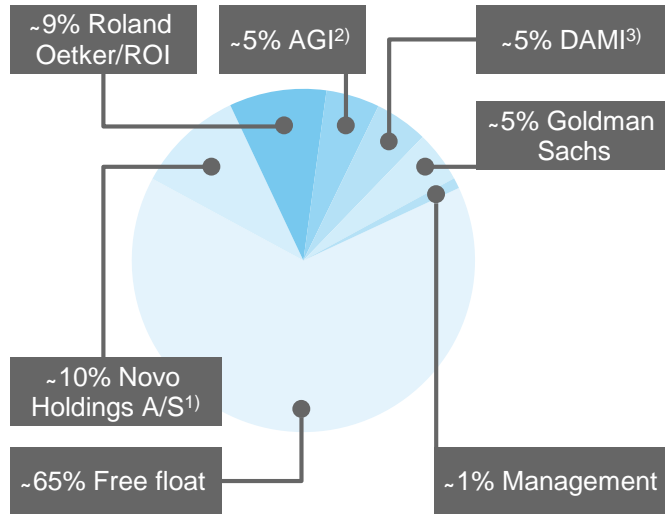 ~9% Roland
Oetker/ROI
~5% AGI2)
~5% DAMI3)
~5% Goldman
Sachs
~10% Novo
Holdings A/S1)
~65% Free float
~1% Management